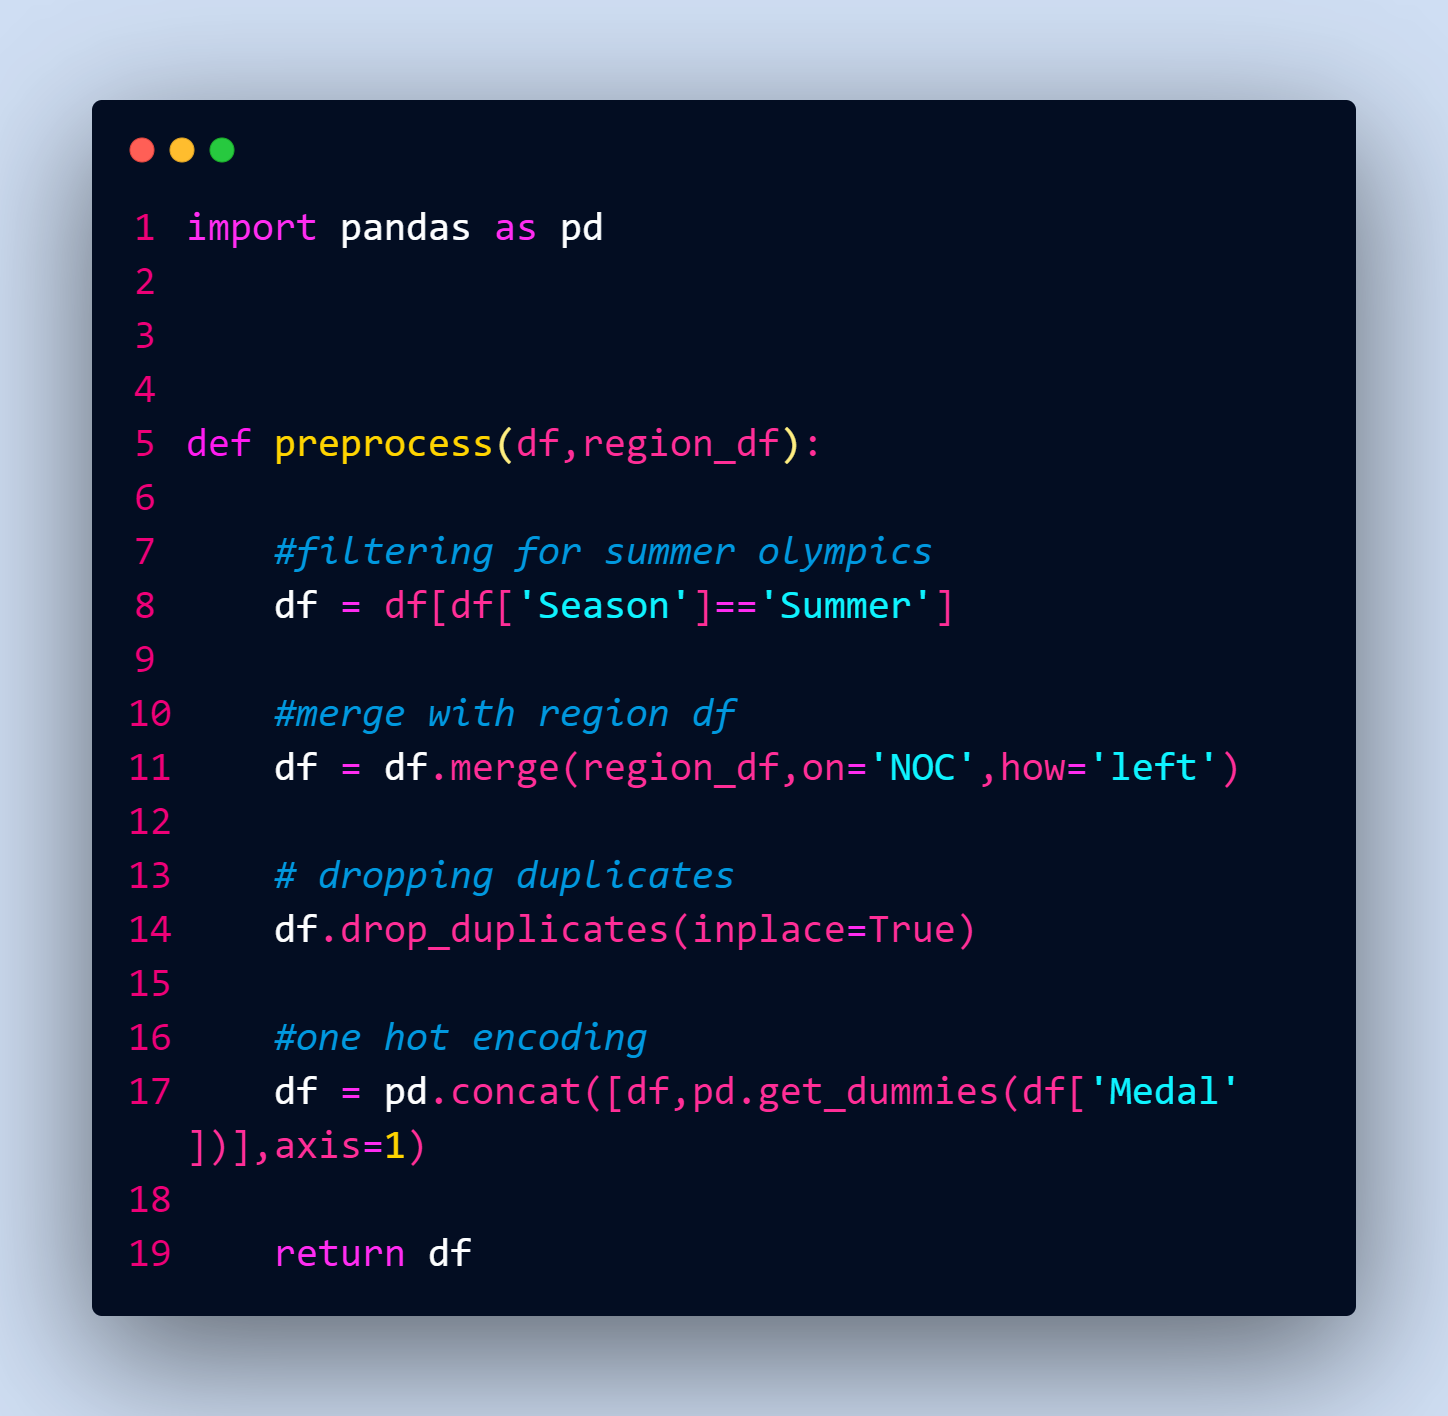 1 import pandas as pd
2
3
4
5 def preprocess(df,region_df):
6
7     #filtering for summer olympics
8     df = df[df['Season']=='Summer']
9
10     #merge with region df
11     df = df.merge(region_df,on='NOC',how='left')
12
13     # dropping duplicates
14     df.drop_duplicates(inplace=True)
15
16     #one hot encoding
17     df = pd.concat([df,pd.get_dummies(df['Medal'
])],axis=1)
18
19     return df